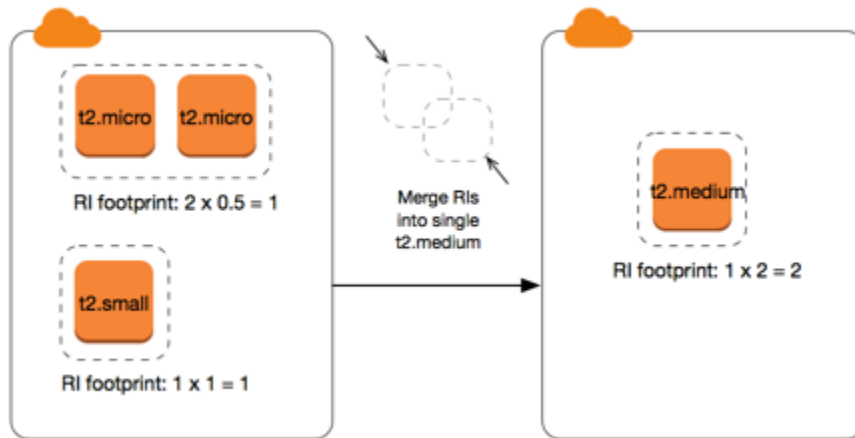 t2.micro t2.micro
RI footprint: 2 x 0.5 = 1
t2.small
RI footprint: 1 x 1 = 1
Merge RIs
into single
t2.medium
t2.medium
RI footprint: 1 x 2 = 2